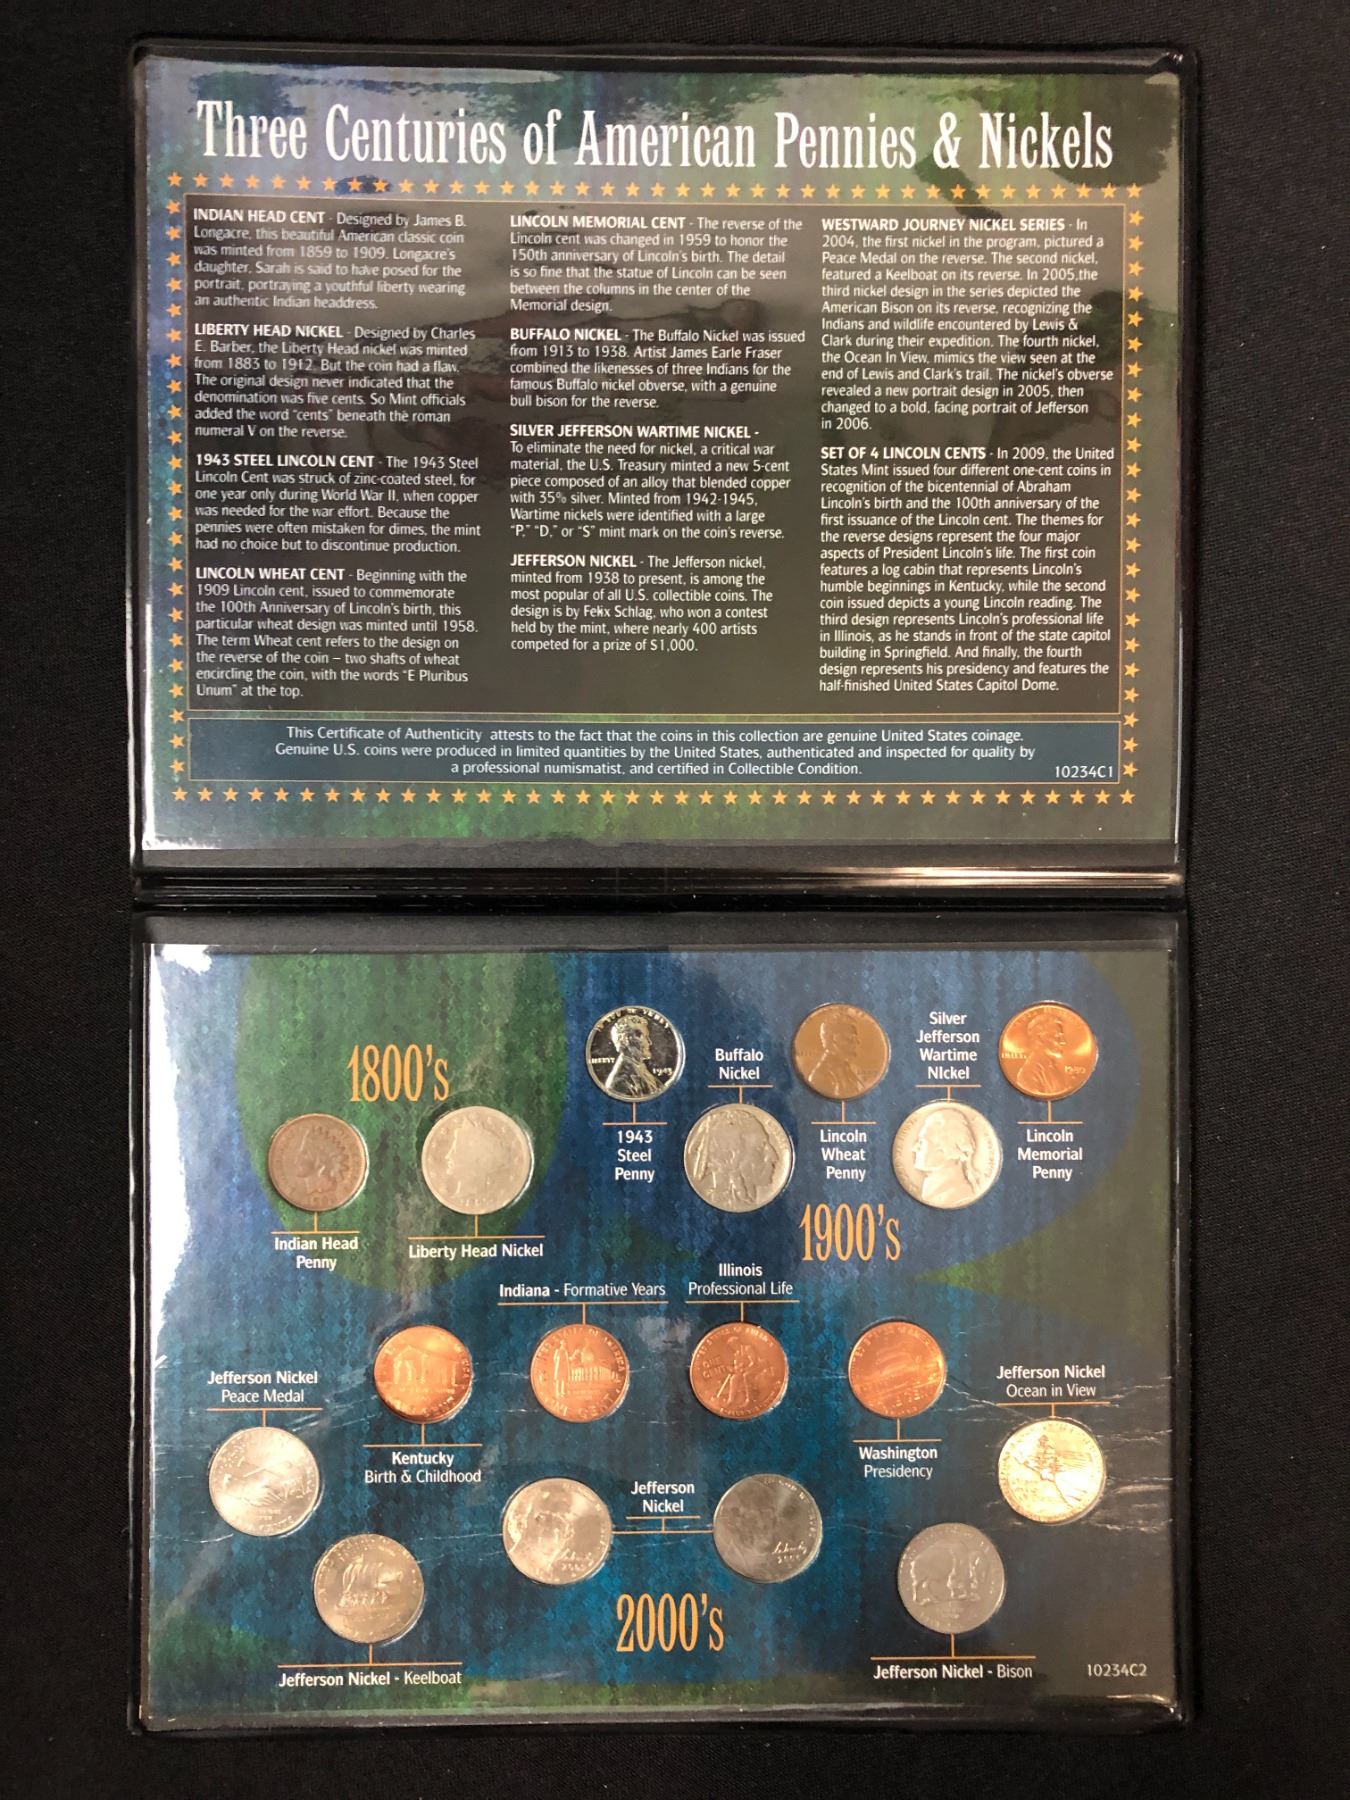 Three Centuries of American Pennies & Nickels
INDIAN HEAD CENT - Designed by James B.
Longacre, this beautiful American classic coin
was minted from 1859 to 1909. Longacre's
daughter, Sarah is said to have posed for the
portrait, portraying a youthful liberty wearing
an authentic Indian headdress.
LIBERTY HEAD NICKEL - Designed by Charles
E. Barber, the Liberty Head nickel was minted
from 1883 to 1912. But the coin had a flaw.
The original design never indicated that the
denomination was five cents. So Mint officials
added the word "cents" beneath the roman
numeral V on the reverse.
1943 STEEL LINCOLN CENT - The 1943 Steel
Lincoln Cent was struck of zinc-coated steel, for
one year only during World War II, when copper
was needed for the war effort. Because the
pennies were often mistaken for dimes, the mint
had no choice but to discontinue production.
LINCOLN WHEAT CENT - Beginning with the
1909 Lincoln cent, issued to commemorate
the 100th Anniversary of Lincoln's birth, this
particular wheat design was minted until 1958.
The term Wheat cent refers to the design on
the reverse of the coin – two shafts of wheat
encircling the coin, with the words "E Pluribus
Unum" at the top.
LINCOLN MEMORIAL CENT - The reverse of the
Lincoln cent was changed in 1959 to honor the
150th anniversary of Lincoln's birth. The detail
is so fine that the statue of Lincoln can be seen
between the columns in the center of the
Memorial design.
BUFFALO NICKEL - The Buffalo Nickel was issued
from 1913 to 1938. Artist James Earle Fraser
combined the likenesses of three Indians for the
famous Buffalo nickel obverse, with a genuine
bull bison for the reverse.
SILVER JEFFERSON WARTIME NICKEL -
To eliminate the need for nickel, a critical war
material, the U.S. Treasury minted a new 5-cent
piece composed of an alloy that blended copper
with 35% silver. Minted from 1942-1945,
Wartime nickels were identified with a large
"P," "D," or "S" mint mark on the coin's reverse.
JEFFERSON NICKEL - The Jefferson nickel,
minted from 1938 to present, is among the
most popular of all U.S. collectible coins. The
design is by Felix Schlag, who won a contest
held by the mint, where nearly 400 artists
competed for a prize of $1,000.
WESTWARD JOURNEY NICKEL SERIES - In
2004, the first nickel in the program, pictured a
Peace Medal on the reverse. The second nickel,
featured a Keelboat on its reverse. In 2005,the
third nickel design in the series depicted the
American Bison on its reverse, recognizing the
Indians and wildlife encountered by Lewis &
Clark during their expedition. The fourth nickel,
the Ocean In View, mimics the view seen at the
end of Lewis and Clark's trail. The nickel's obverse
revealed a new portrait design in 2005, then
changed to a bold, facing portrait of Jefferson
in 2006.
SET OF 4 LINCOLN CENTS - In 2009, the United
States Mint issued four different one-cent coins in
recognition of the bicentennial of Abraham
Lincoln's birth and the 100th anniversary of the
first issuance of the Lincoln cent. The themes for
the reverse designs represent the four major
aspects of President Lincoln's life. The first coin
features a log cabin that represents Lincoln's
humble beginnings in Kentucky, while the second
coin issued depicts a young Lincoln reading. The
third design represents Lincoln's professional life
in Illinois, as he stands in front of the state capitol
building in Springfield. And finally, the fourth
design represents his presidency and features the
half-finished United States Capitol Dome.
This Certificate of Authenticity attests to the fact that the coins in this collection are genuine United States coinage.
Genuine U.S. coins were produced in limited quantities by the United States, authenticated and inspected for quality by
a professional numismatist, and certified in Collectible Condition.
10234C1
1800's
Indian Head
Penny
Liberty Head Nickel
LIBERTY 1943
1943
Steel
Penny
Buffalo
Nickel
Lincoln
Wheat
Penny
Silver
Jefferson
Wartime
NIckel
Lincoln
Memorial
Penny
1900's
Indiana - Formative Years
Illinois
Professional Life
Jefferson Nickel
Peace Medal
Kentucky
Birth & Childhood
Washington
Presidency
Jefferson Nickel
Ocean in View
Jefferson
Nickel
Jefferson Nickel - Keelboat
2000's
Jefferson Nickel - Bison
10234C2